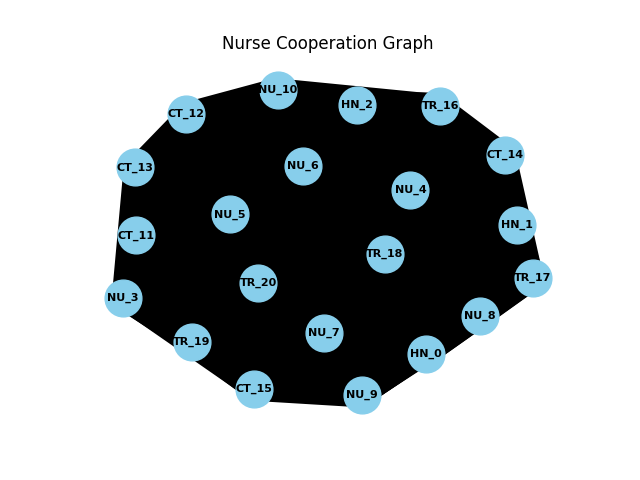 Nurse Cooperation Graph
NU_10
HN_2
TR_16
CT_12
CT_14
CT_13
NU_6
NU_4
NU_5
HN_1
CT_11
TR_18
TR_17
TR_20
NU_3
NU_8
NU_7
TR_19
HN_0
CT_15
NU_9